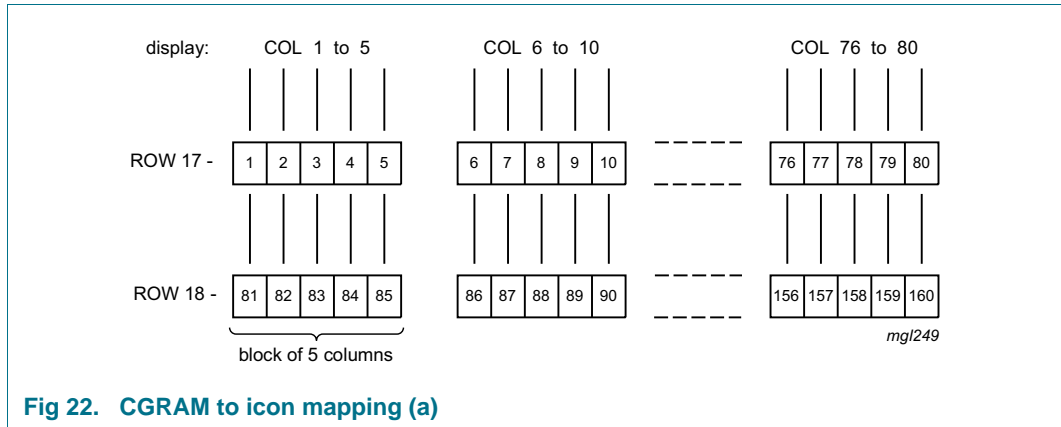 display: COL 1 to 5 COL 6 to 10 COL 76 to 80
ROW 17 - 1 2 3 4 5 6 7 8 9 10 76 77 78 79 80
ROW 18 - 81 82 83 84 85 86 87 88 89 90 156 157 158 159 160
mgl249
block of 5 columns
Fig 22. CGRAM to icon mapping (a)